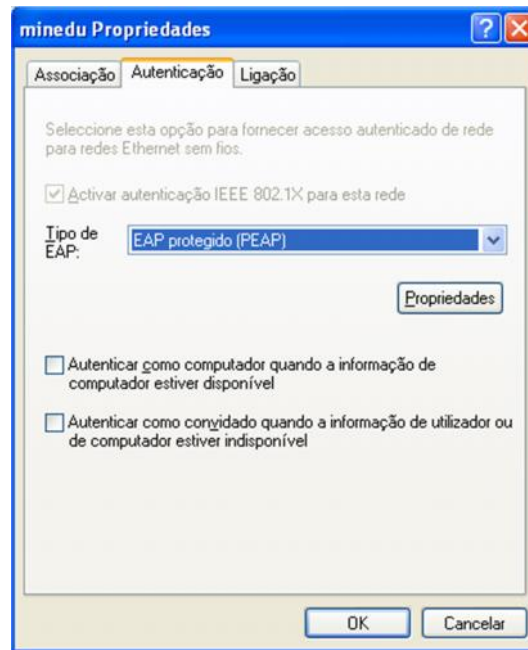 minedu Propriedades
Associação Autenticação Ligação
Seleccione esta opção para fornecer acesso autenticado de rede
para redes Ethernet sem fios.
Activar autenticação IEEE 802.1X para esta rede
Tipo de
EAP:
EAP protegido (PEAP)
Propriedades
Autenticar como computador quando a informação de
computador estiver disponível
Autenticar como convidado quando a informação de utilizador ou
de computador estiver indisponível
OK Cancelar